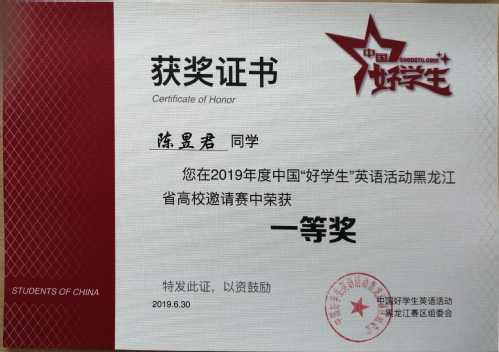 获奖证书
Certificate of Honor
中国
好学生
陈昱君 同学
您在2019年度中国“好学生”英语活动黑龙江
省高校邀请赛中荣获
一等奖
STUDENTS OF CHINA
特发此证，以资鼓励
2019.6.30
中国好学生英语活动
黑龙江赛区组委会